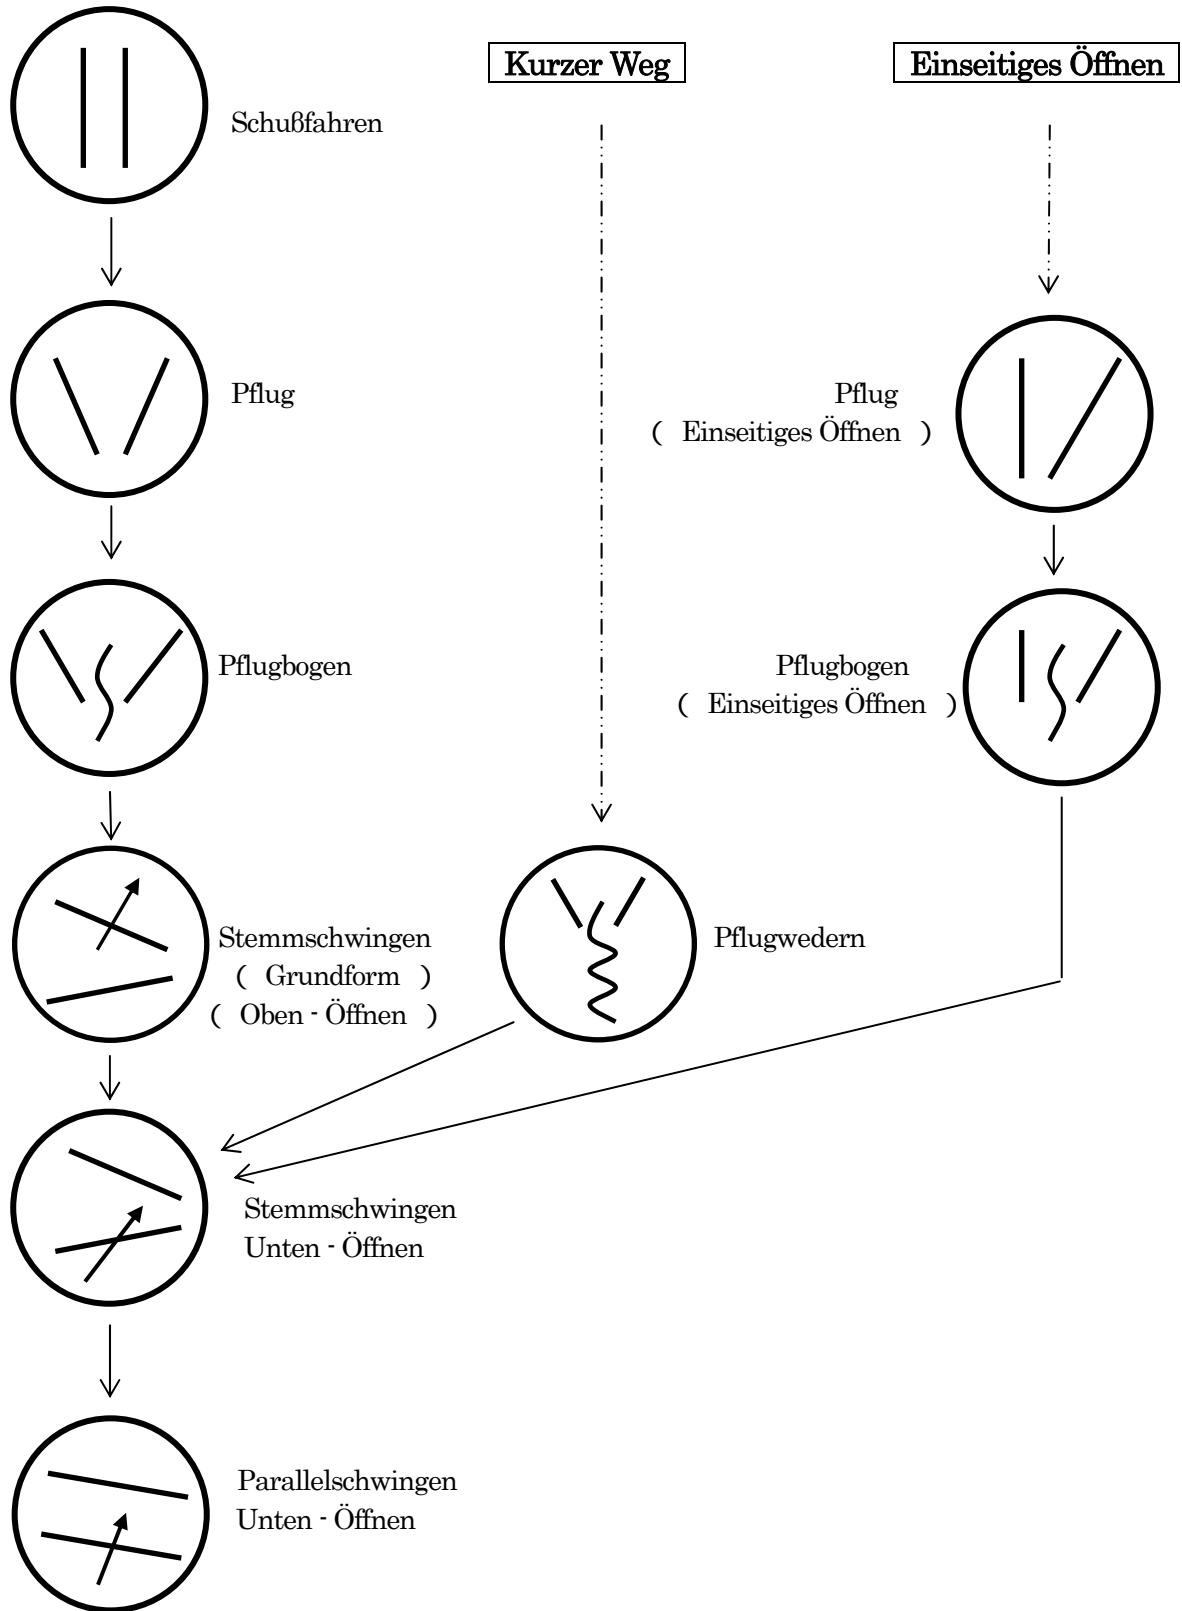 Kurzer Weg
Einseitiges Öffnen
Schußfahren
Pflug
Pflug
( Einseitiges Öffnen )
Pflugbogen
Pflugbogen
( Einseitiges Öffnen )
Stemmschwingen
( Grundform )
( Oben - Öffnen )
Pflugwedern
Stemmschwingen
Unten - Öffnen
Parallelschwingen
Unten - Öffnen